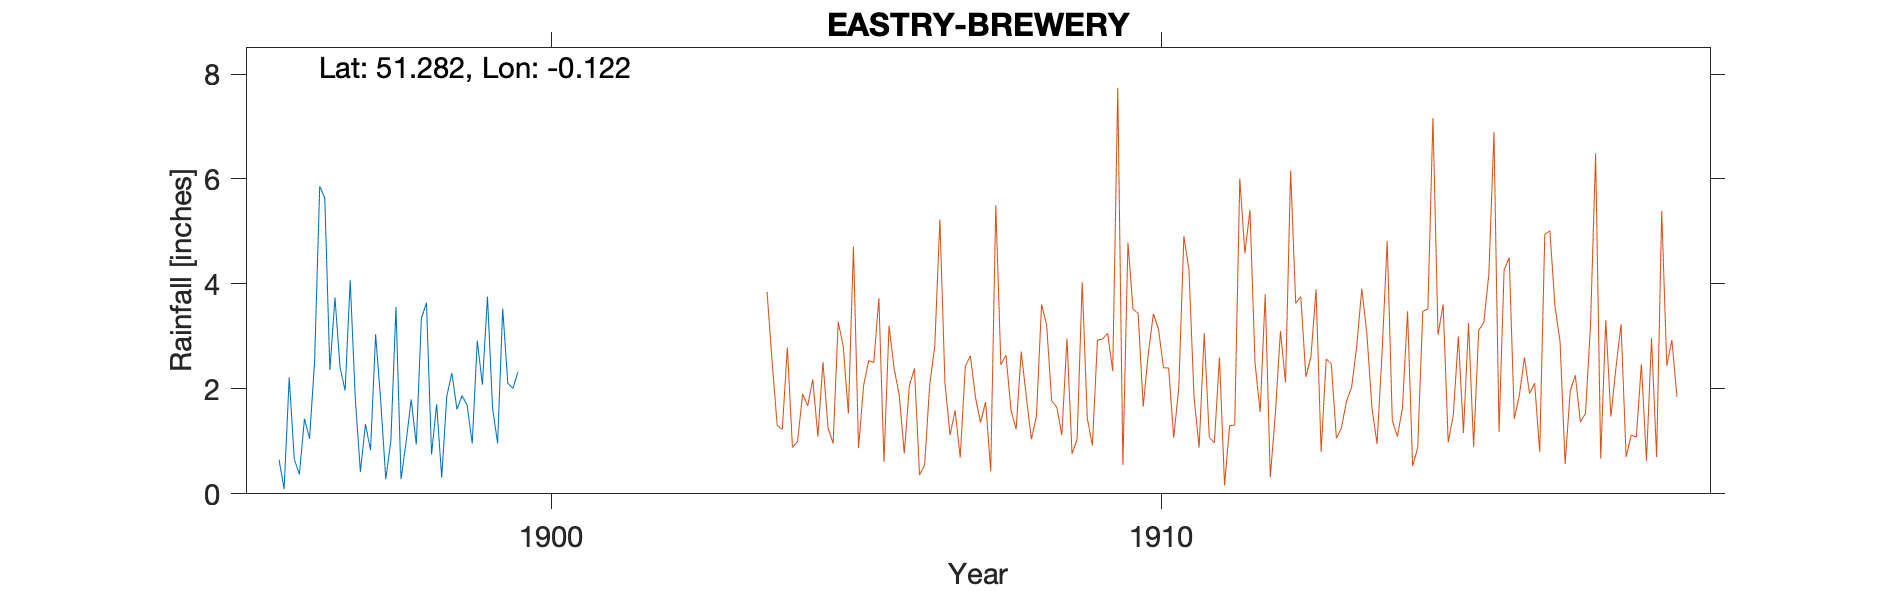 EASTRY-BREWERY
Lat: 51.282, Lon: -0.122
8
6
4
2
0
Rainfall [inches]
1900 1910
Year